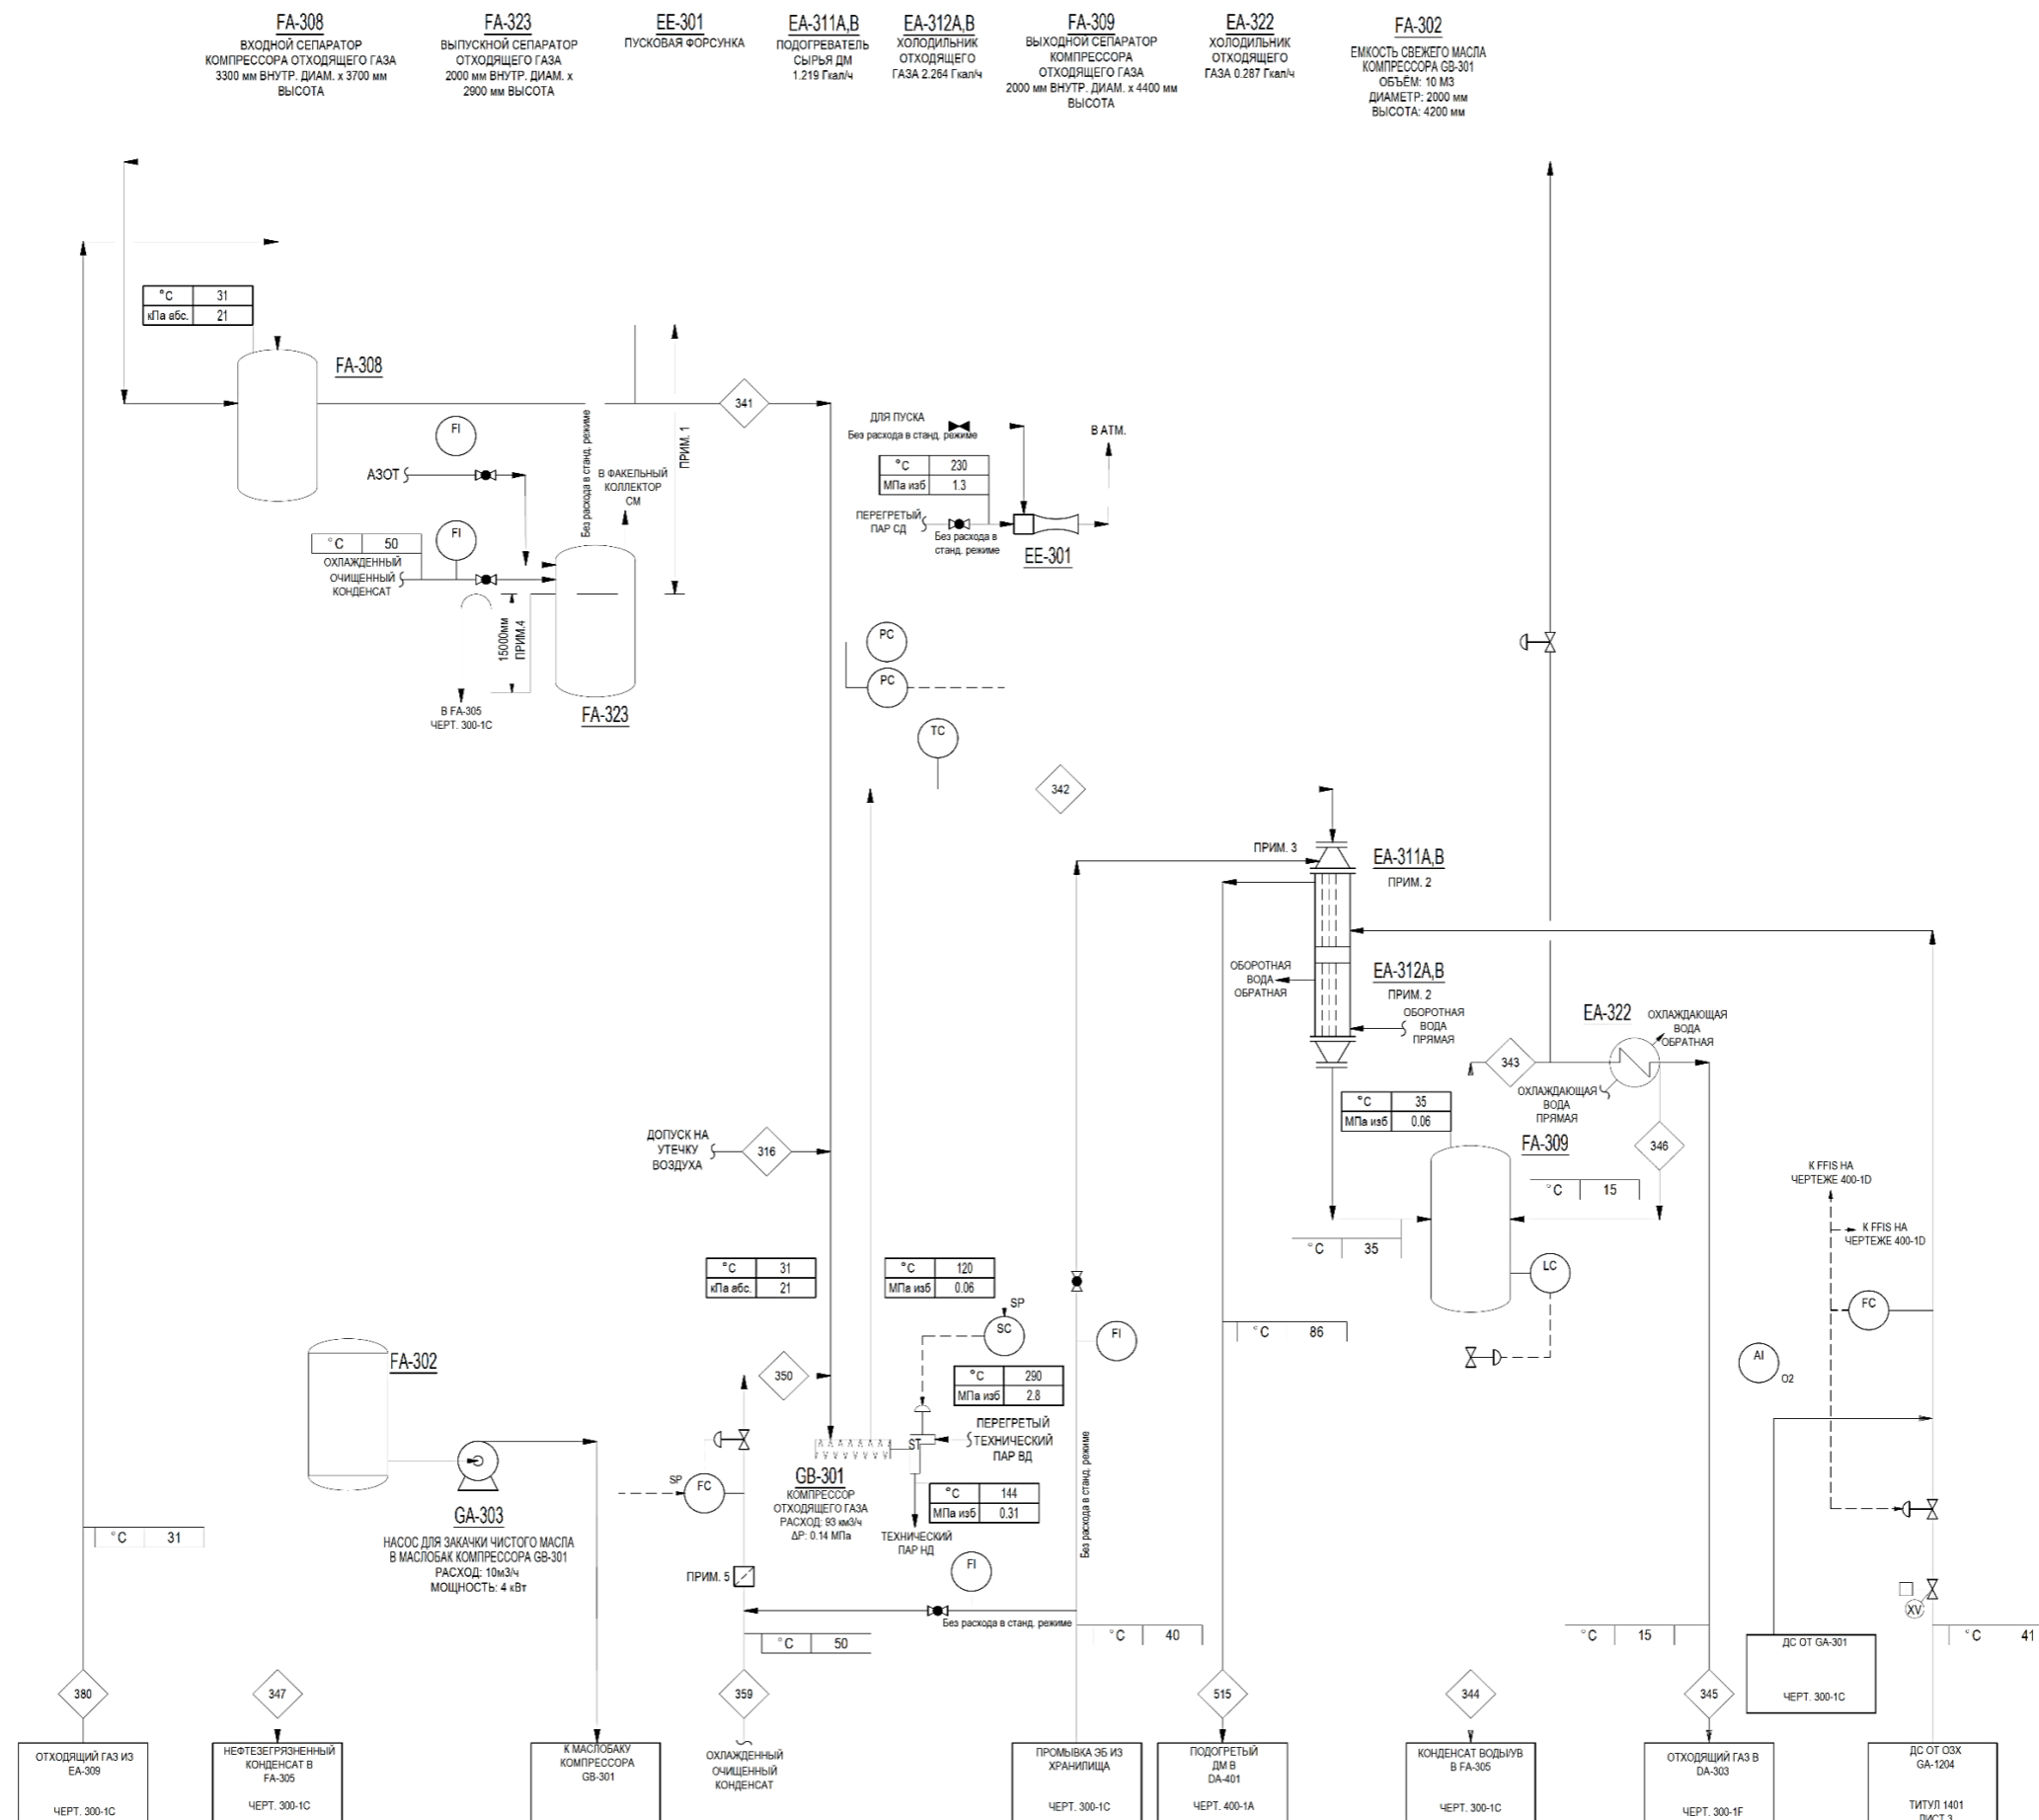 FA-308
ВХОДНОЙ СЕПАРАТОР
КОМПРЕССОРА ОТХОДЯЩЕГО ГАЗА
3300 мм ВНУТР. ДИАМ. x 3700 мм
ВЫСОТА
FA-323
ВЫПУСКНОЙ СЕПАРАТОР
ОТХОДЯЩЕГО ГАЗА
2000 мм ВНУТР. ДИАМ. x
2900 мм ВЫСОТА
EE-301
ПУСКОВАЯ ФОРСУНКА
EA-311A,B
ПОДОГРЕВАТЕЛЬ
СЫРЬЯ ДМ
1.219 Гкал/ч
EA-312A,B
ХОЛОДИЛЬНИК
ОТХОДЯЩЕГО
ГАЗА 2.264 Гкал/ч
FA-309
ВЫХОДНОЙ СЕПАРАТОР
КОМПРЕССОРА
ОТХОДЯЩЕГО ГАЗА
2000 мм ВНУТР. ДИАМ. x 4400 мм
ВЫСОТА
EA-322
ХОЛОДИЛЬНИК
ОТХОДЯЩЕГО
ГАЗА 0.287 Гкал/ч
FA-302
ЕМКОСТЬ СВЕЖЕГО МАСЛА
КОМПРЕССОРА GB-301
ОБЪЁМ: 10 М3
ДИАМЕТР: 2000 мм
ВЫСОТА: 4200 мм
°C 31
кПа абс. 21
FA-308
341
FI
АЗОТ
Без расхода в станд. режиме
В ФАКЕЛЬНЫЙ
КОЛЛЕКТОР
СМ
ПРИМ. 1
FI
°C 50
ОХЛАЖДЕННЫЙ
ОЧИЩЕННЫЙ
КОНДЕНСАТ
15000мм
ПРИМ.4
В FA-305
ЧЕРТ. 300-1С
FA-323
ДЛЯ ПУСКА
Без расхода в станд. режиме
В АТМ.
°C 230
МПа изб 1.3
ПЕРЕГРЕТЫЙ
ПАР СД
Без расхода в
станд. режиме
EE-301
PC
PC
TC
342
ПРИМ. 3
EA-311A,B
ПРИМ. 2
ОБОРОТНАЯ
ВОДА
ОБРАТНАЯ
EA-312A,B
ПРИМ. 2
ОБОРОТНАЯ
ВОДА
ПРЯМАЯ
EA-322
ОХЛАЖДАЮЩАЯ
ВОДА
ОБРАТНАЯ
343
ОХЛАЖДАЮЩАЯ
ВОДА
ПРЯМАЯ
°C 35
МПа изб 0.06
FA-309
346
ДОПУСК НА
УТЕЧКУ
ВОЗДУХА
316
°C 15
К FFIS НА
ЧЕРТЕЖЕ 400-1D
К FFIS НА
ЧЕРТЕЖЕ 400-1D
°C 35
°C 31
кПа абс. 21
°C 120
МПа изб 0.06
LC
FC
SP
SC
FI
°C 86
FA-302
350
AI
O2
°C 290
МПа изб 2.8
ПЕРЕГРЕТЫЙ
ТЕХНИЧЕСКИЙ
ПАР ВД
ST
Без расхода в станд. режиме
GB-301
КОМПРЕССОР
ОТХОДЯЩЕГО ГАЗА
РАСХОД: 93 км3/ч
ΔP: 0.14 МПа
SP
FC
°C 144
МПа изб 0.31
ТЕХНИЧЕСКИЙ
ПАР НД
GA-303
НАСОС ДЛЯ ЗАКАЧКИ ЧИСТОГО МАСЛА
В МАСЛОБАК КОМПРЕССОРА GB-301
РАСХОД: 10м3/ч
МОЩНОСТЬ: 4 кВт
°C 31
ПРИМ. 5
FI
Без расхода в станд. режиме
XV
°C 50
°C 40
°C 15
°C 41
ДС ОТ GA-301
ЧЕРТ. 300-1С
380
347
359
515
344
345
ОТХОДЯЩИЙ ГАЗ ИЗ
EA-309
ЧЕРТ. 300-1С
НЕФТЕЗЕГРЯЗНЕННЫЙ
КОНДЕНСАТ В
FA-305
ЧЕРТ. 300-1С
К МАСЛОБАКУ
КОМПРЕССОРА
GB-301
ОХЛАЖДЕННЫЙ
ОЧИЩЕННЫЙ
КОНДЕНСАТ
ПРОМЫВКА ЭБ ИЗ
ХРАНИЛИЩА
ЧЕРТ. 300-1С
ПОДОГРЕТЫЙ
ДМ В
DA-401
ЧЕРТ. 400-1А
КОНДЕНСАТ ВОДЫ/УВ
В FA-305
ЧЕРТ. 300-1С
ОТХОДЯЩИЙ ГАЗ В
DA-303
ЧЕРТ. 300-1F
ДС ОТ ОЗХ
GA-1204
ТИТУЛ 1401
ЛИСТ 3